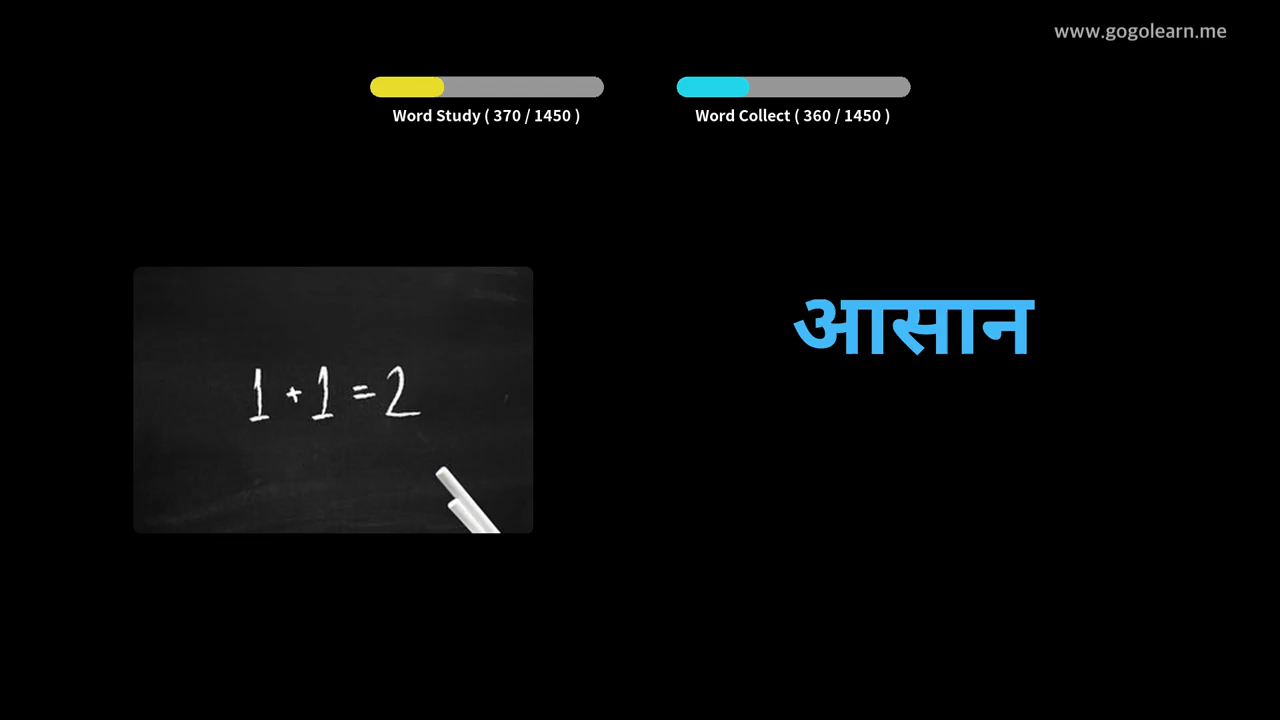 www.gogolearn.me
Word Study ( 370 / 1450 )
Word Collect ( 360 / 1450 )
आसान
1 + 1 = 2